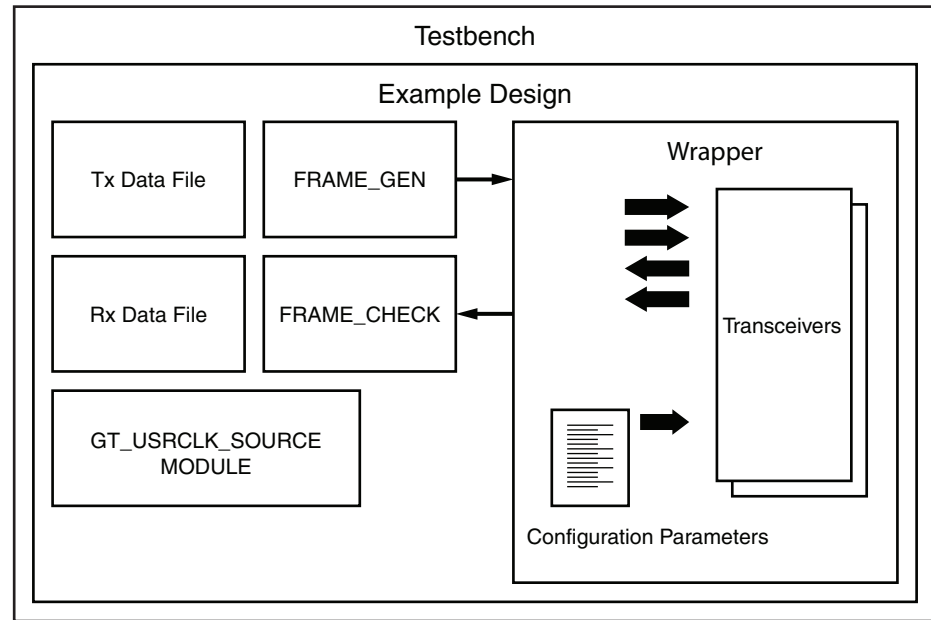 Testbench
Example Design
Tx Data File
FRAME_GEN
Wrapper
Rx Data File
FRAME_CHECK
Transceivers
GT_USRCLK_SOURCE
MODULE
Configuration Parameters